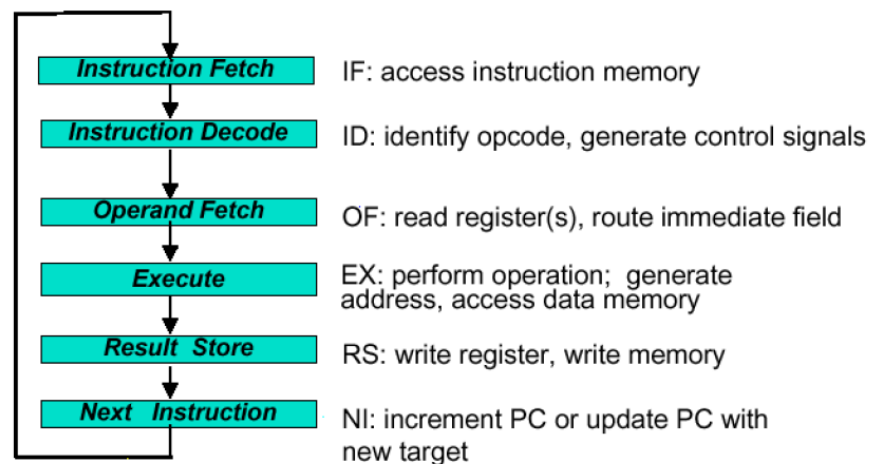 Instruction Fetch IF: access instruction memory
Instruction Decode ID: identify opcode, generate control signals
Operand Fetch OF: read register(s), route immediate field
Execute EX: perform operation; generate
address, access data memory
Result Store RS: write register, write memory
Next Instruction NI: increment PC or update PC with
new target